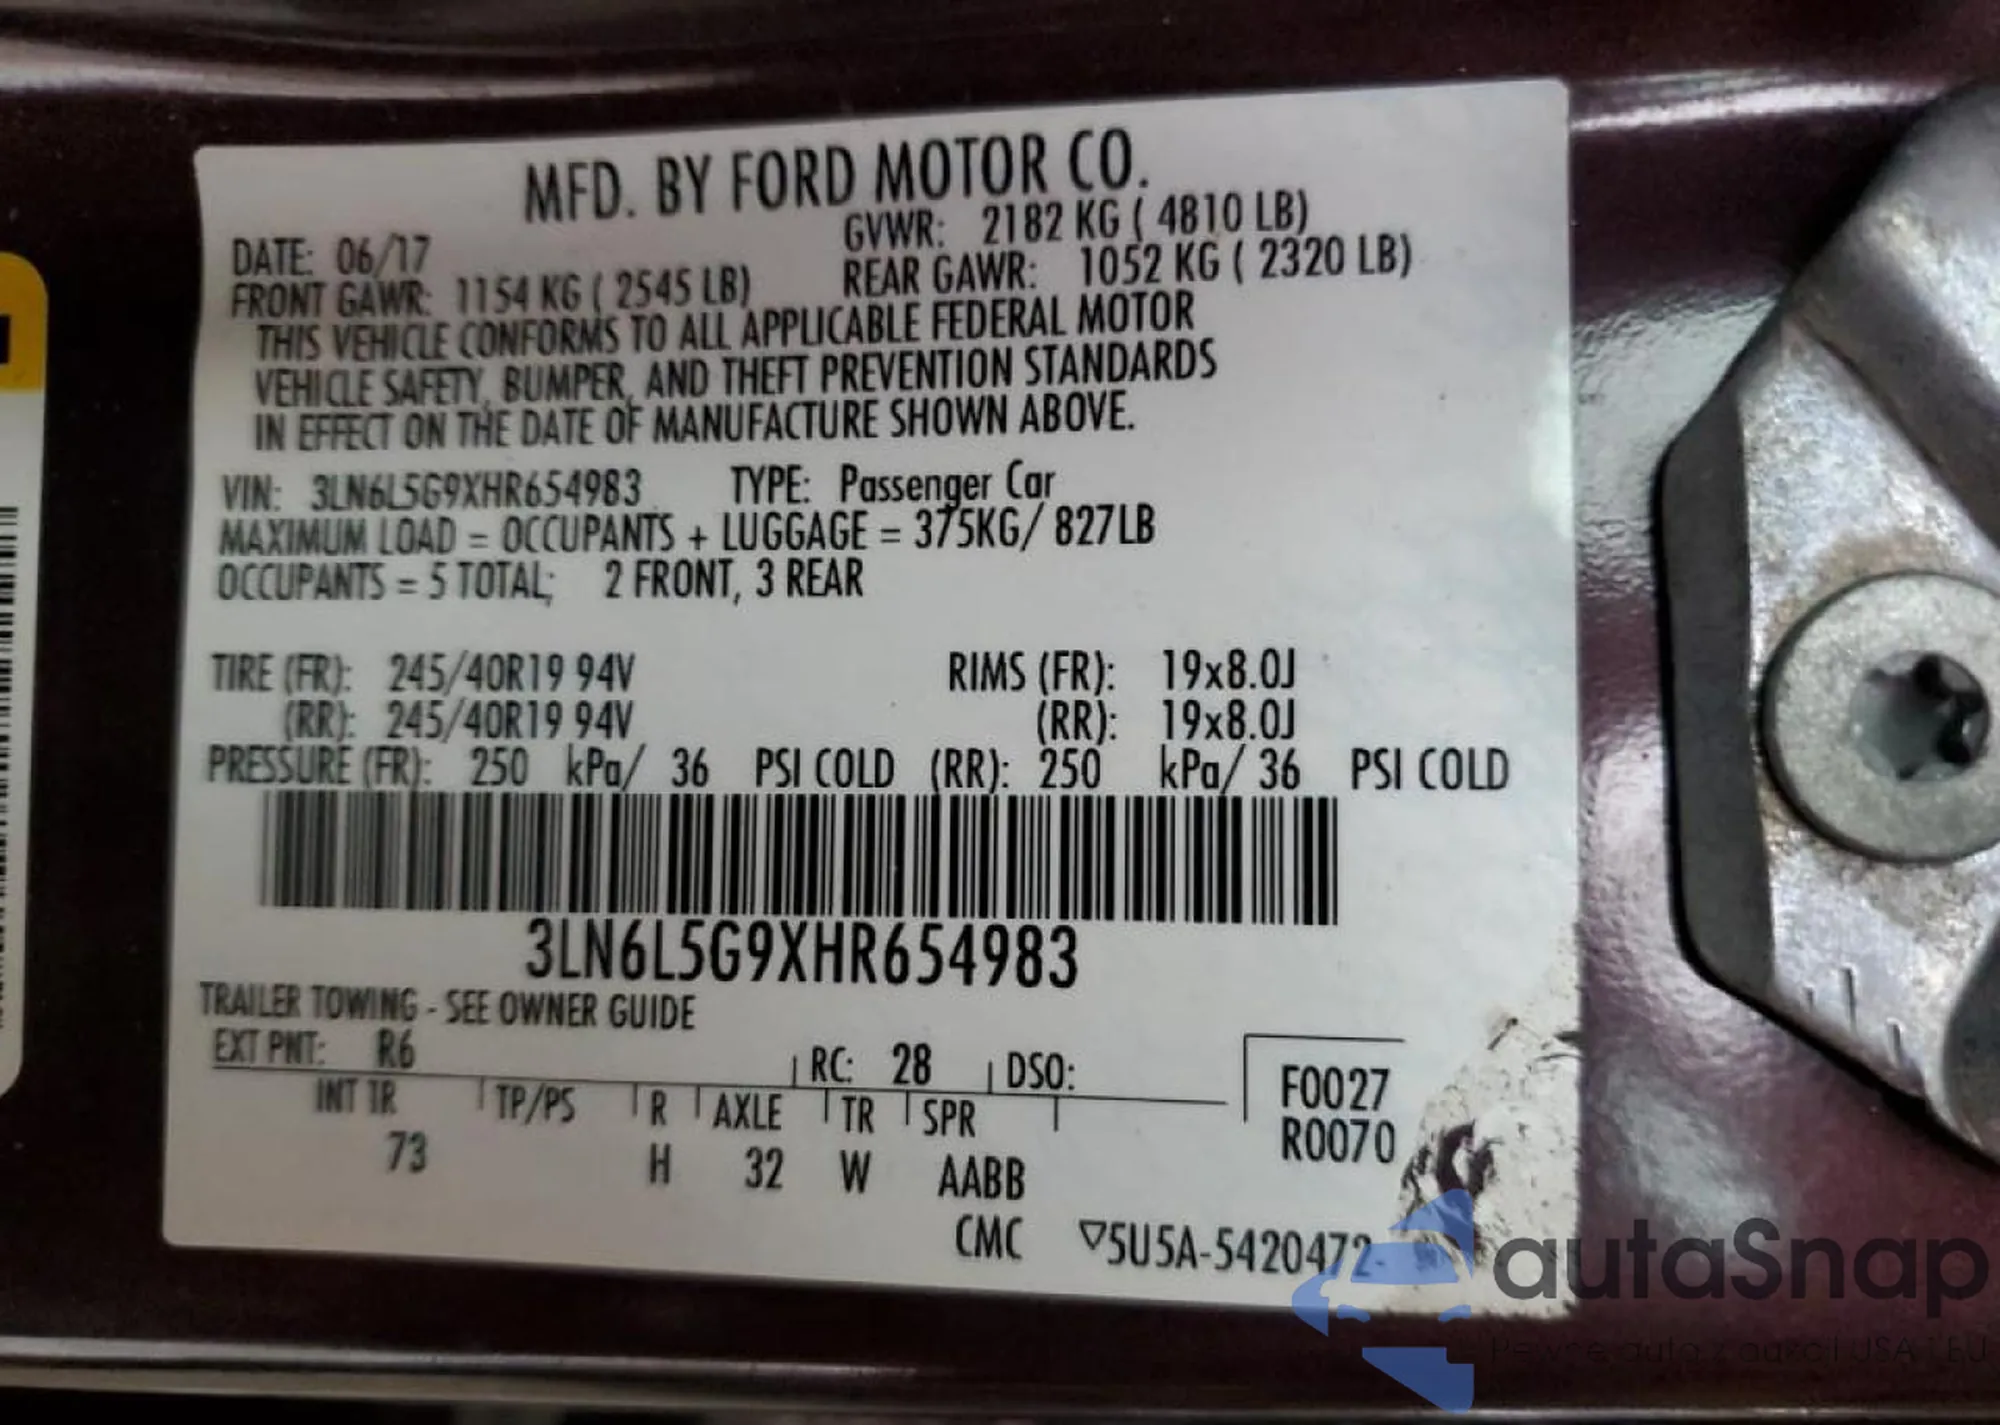 MFD. BY FORD MOTOR CO.
DATE: 06/17 GVWR: 2182 KG ( 4810 LB)
FRONT GAWR: 1154 KG ( 2545 LB) REAR GAWR: 1052 KG ( 2320 LB)
THIS VEHICLE CONFORMS TO ALL APPLICABLE FEDERAL MOTOR
VEHICLE SAFETY, BUMPER, AND THEFT PREVENTION STANDARDS
IN EFFECT ON THE DATE OF MANUFACTURE SHOWN ABOVE.
VIN: 3LN6L5G9XHR654983 TYPE: Passenger Car
MAXIMUM LOAD = OCCUPANTS + LUGGAGE = 375KG/ 827LB
OCCUPANTS = 5 TOTAL; 2 FRONT, 3 REAR
TIRE (FR): 245/40R19 94V RIMS (FR): 19x8.0J
(RR): 245/40R19 94V (RR): 19x8.0J
PRESSURE (FR): 250 kPa/ 36 PSI COLD (RR): 250 kPa/ 36 PSI COLD
3LN6L5G9XHR654983
TRAILER TOWING - SEE OWNER GUIDE
EXT PNT: R6 RC: 28 DSO:
INT TR TP/PS R AXLE TR SPR
73 H 32 W AABB
F0027
R0070
CMC ▽5U5A-5420472-
autaSnap
auta z aukcji USA i EU